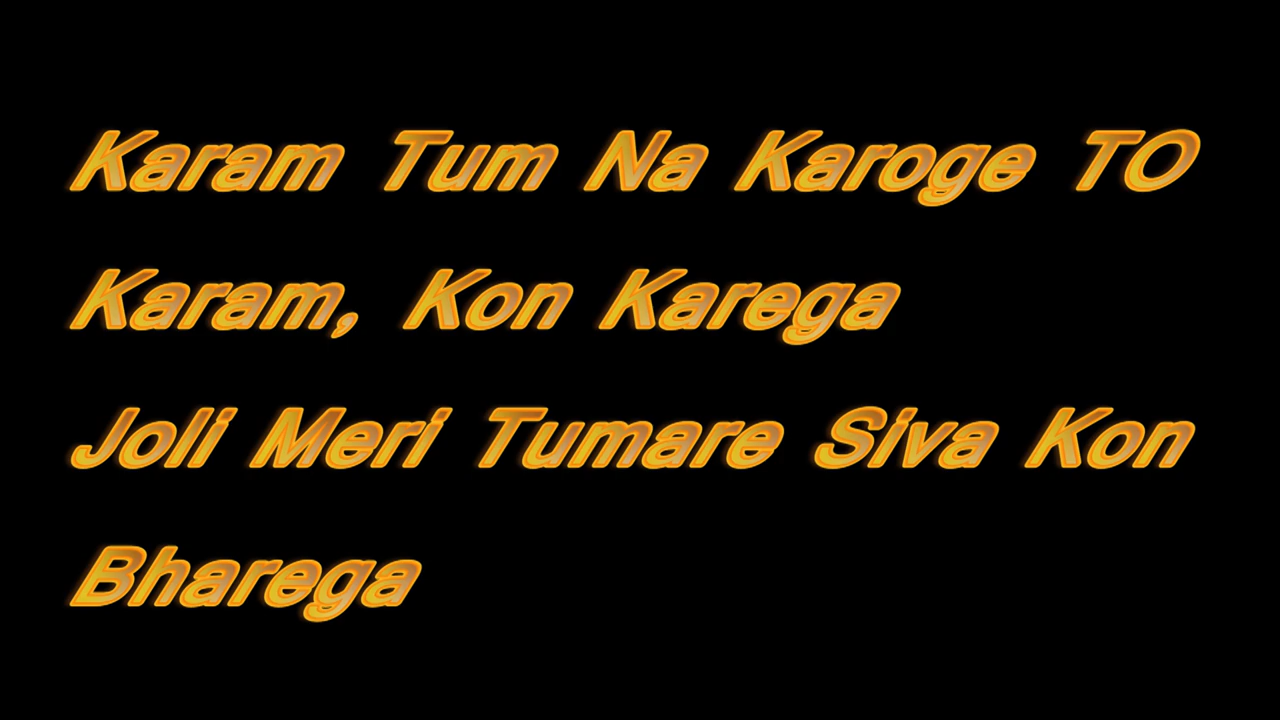 Karam Tum Na Karoge TO
Karam, Kon Karega
Joli Meri Tumare Siva Kon
Bharega